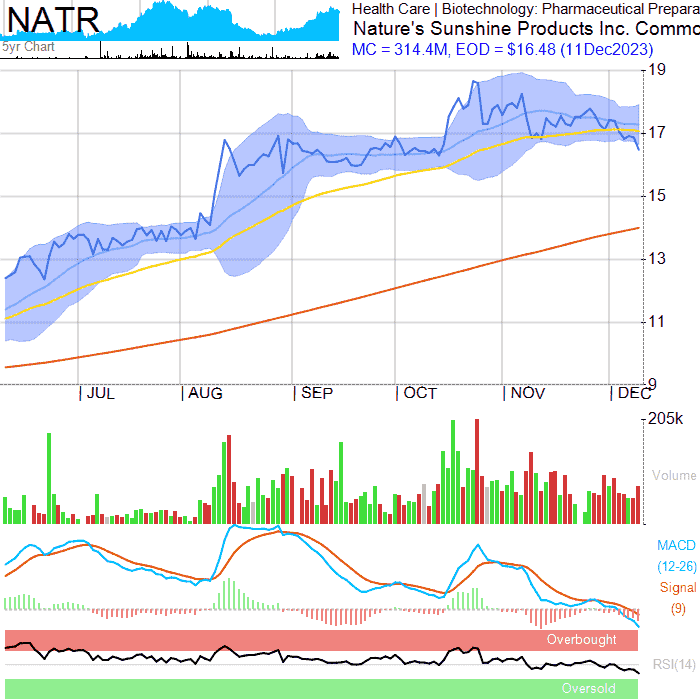 NATR
5yr Chart
Health Care | Biotechnology: Pharmaceutical Prepara
Nature's Sunshine Products Inc. Commo
MC = 314.4M, EOD = $16.48 (11Dec2023)
19
17
15
13
11
9
| JUL | AUG | SEP | OCT | NOV | DEC
205k
Volume
MACD
(12-26)
Signal
(9)
Overbought
RSI(14)
Oversold